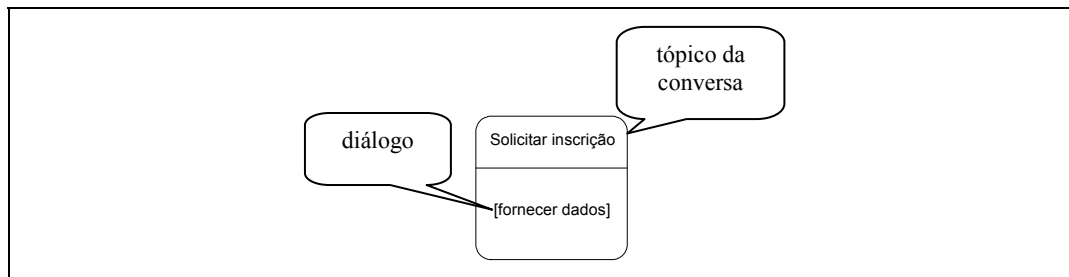 tópico da
conversa
diálogo
Solicitar inscrição
[fornecer dados]